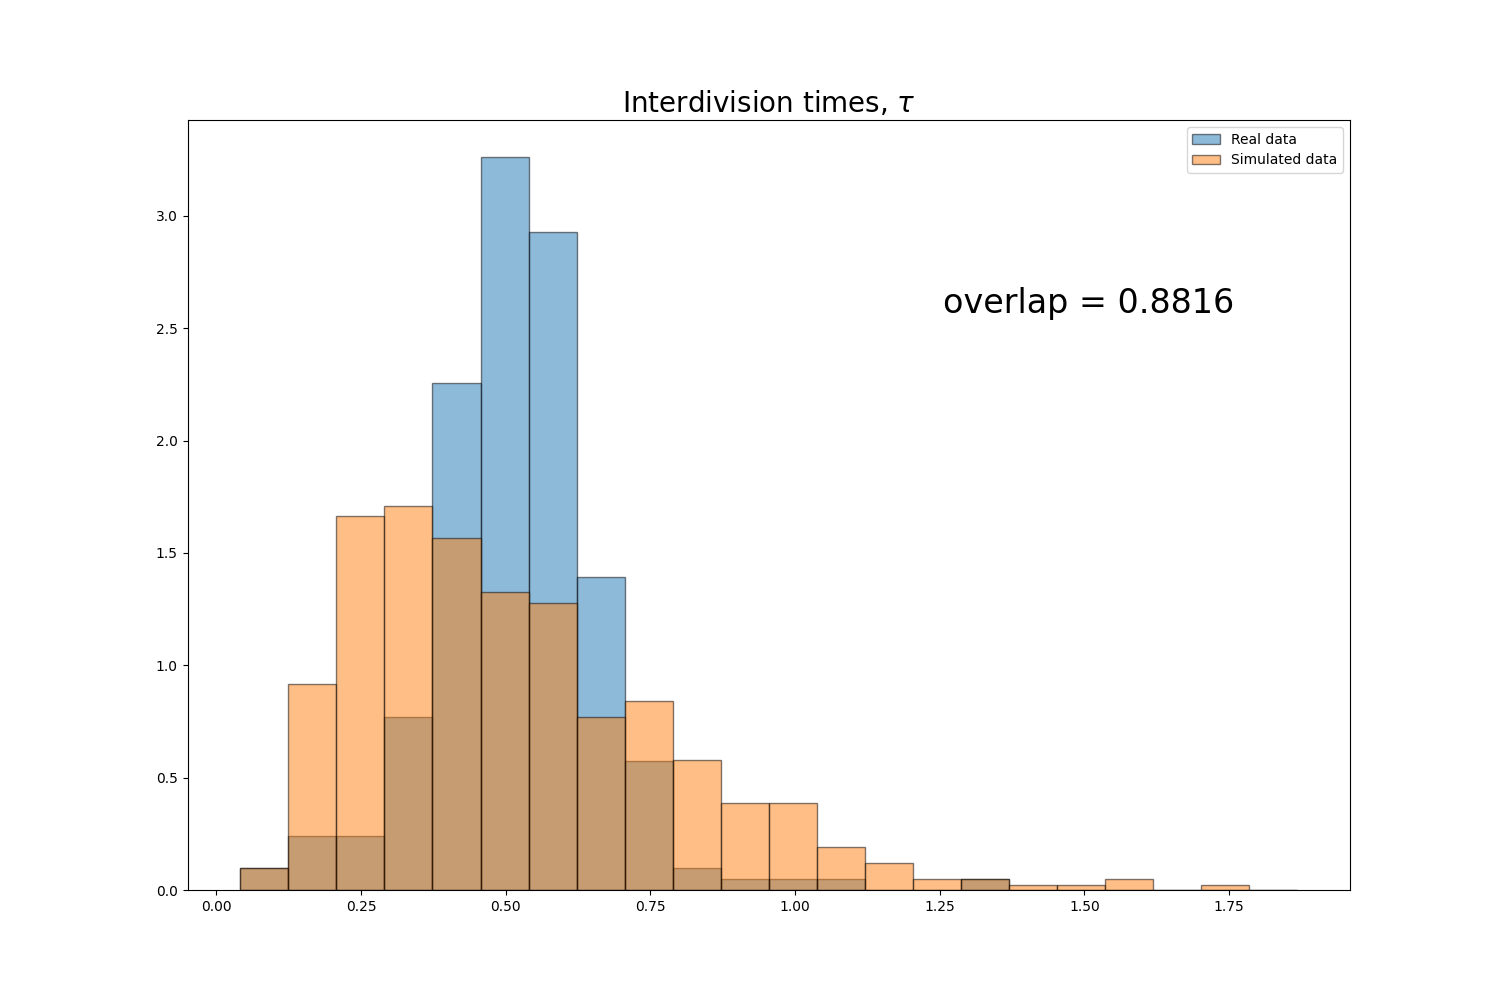 Interdivision times, τ
Real data
Simulated data
overlap = 0.8816
3.0
2.5
2.0
1.5
1.0
0.5
0.0
0.00 0.25 0.50 0.75 1.00 1.25 1.50 1.75